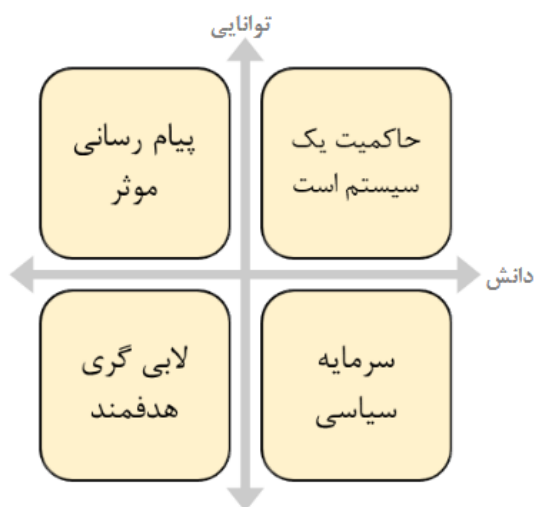 توانایی
حاکمیت یک
سیستم است
پیام رسانی
موثر
دانش
سرمایه
سیاسی
لابی گری
هدفمند